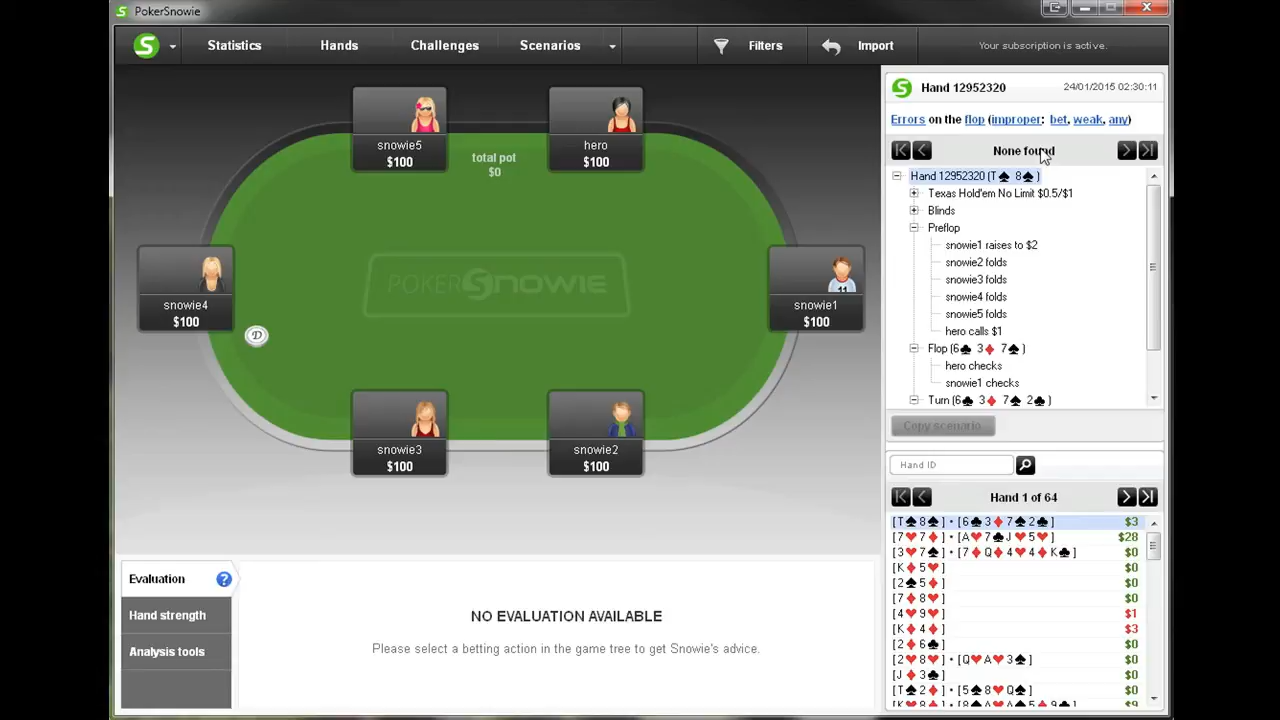 PokerSnowie
S Statistics Hands Challenges Scenarios Filters Import Your subscription is active.
snowie5
$100
hero
$100
total pot
$0
snowie4
$100
snowie1
$100
D
POKERSNOWIE
11
snowie3
$100
snowie2
$100
Hand 12952320 24/01/2015 02:30:11
Errors on the flop (improper: bet, weak, any)
None found
Hand 12952320 (T♠ 8♠)
Texas Hold'em No Limit $0.5/$1
Blinds
Preflop
snowie1 raises to $2
snowie2 folds
snowie3 folds
snowie4 folds
snowie5 folds
hero calls $1
Flop (6♣ 3♦ 7♠)
hero checks
snowie1 checks
Turn (6♣ 3♦ 7♠ 2♣)
Copy scenario
Hand ID
Hand 1 of 64
[T♠8♠] • [6♣3♦7♠2♣] $3
[7♥7♦] • [A♥7♣J♥5♥] $28
[3♥7♠] • [7♦Q♦4♥4♦K♣] $0
[K♦5♥] $0
[2♠5♦] $0
[7♦8♥] $0
[4♥9♥] $1
[K♦4♦] $3
[2♦6♣] $0
[2♥8♥] • [Q♥A♥3♠] $0
[J♦3♣] $0
[T♠2♦] • [5♠8♥Q♠] $0
Evaluation ?
Hand strength
Analysis tools
NO EVALUATION AVAILABLE
Please select a betting action in the game tree to get Snowie's advice.